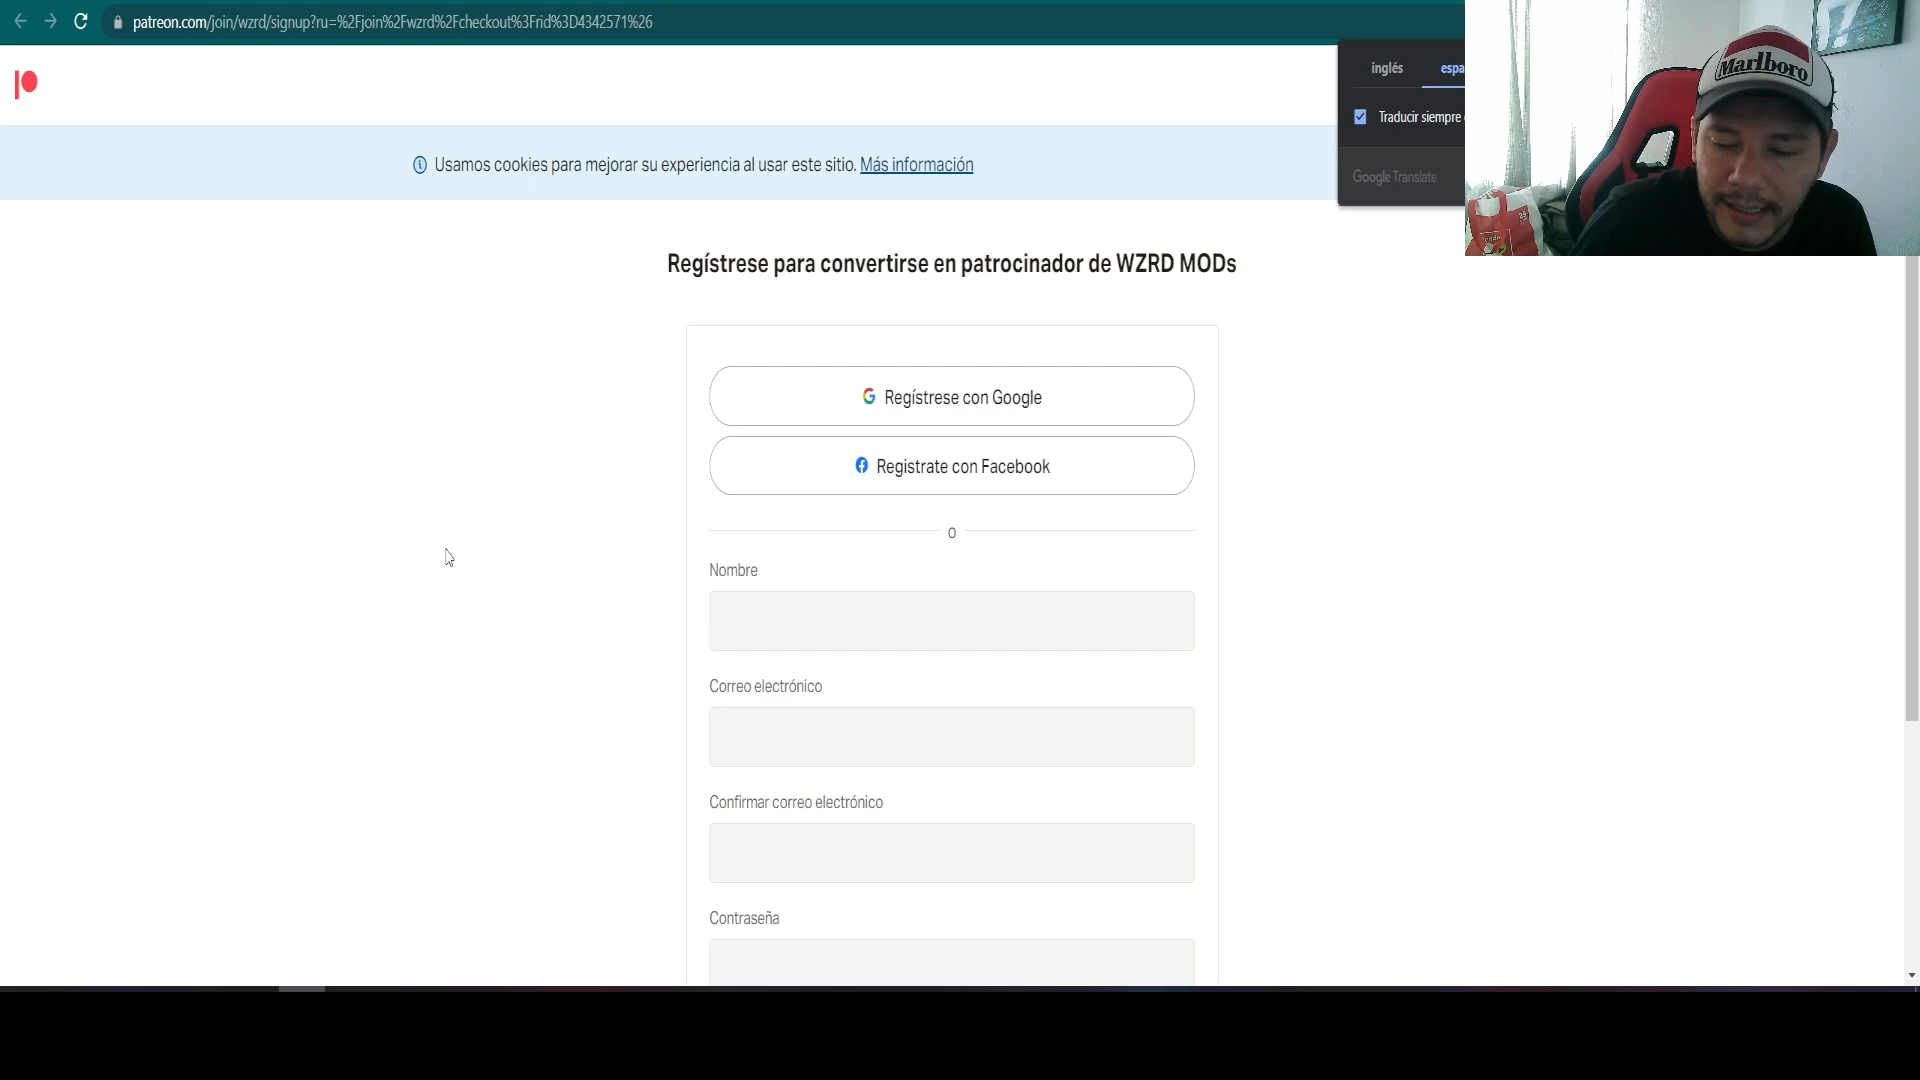 patreon.com/join/wzrd/signup?ru=%2Fjoin%2Fwzrd%2Fcheckout%3Frid%3D4342571%26
inglés
espa
Traducir siempre
Google Translate
Marlboro
Usamos cookies para mejorar su experiencia al usar este sitio. Más información
Regístrese para convertirse en patrocinador de WZRD MODs
Regístrese con Google
Registrate con Facebook
O
Nombre
Correo electrónico
Confirmar correo electrónico
Contraseña